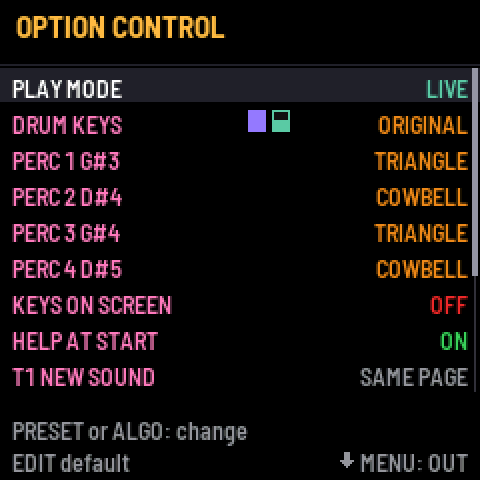 OPTION CONTROL
PLAY MODE LIVE
DRUM KEYS ORIGINAL
PERC 1 G#3 TRIANGLE
PERC 2 D#4 COWBELL
PERC 3 G#4 TRIANGLE
PERC 4 D#5 COWBELL
KEYS ON SCREEN OFF
HELP AT START ON
T1 NEW SOUND SAME PAGE
PRESET or ALGO: change
EDIT default MENU: OUT